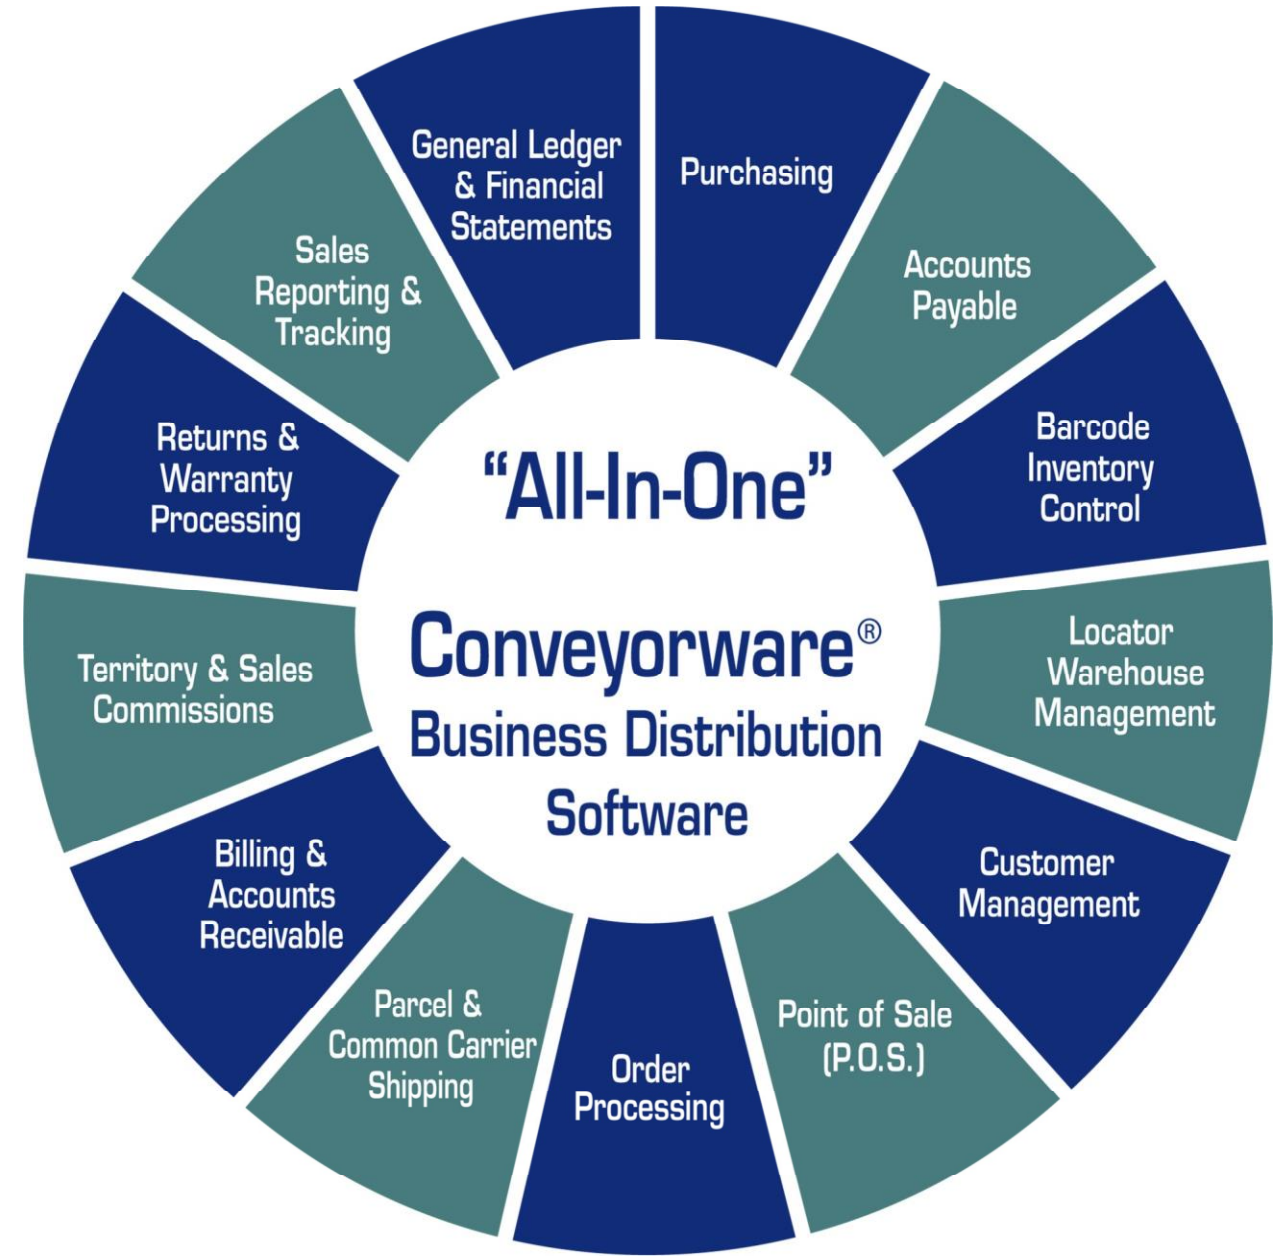 General Ledger
& Financial
Statements
Purchasing
Accounts
Payable
Barcode
Inventory
Control
Locator
Warehouse
Management
Customer
Management
Point of Sale
(P.O.S.)
Order
Processing
Parcel &
Common Carrier
Shipping
Billing &
Accounts
Receivable
Territory & Sales
Commissions
Returns &
Warranty
Processing
Sales
Reporting &
Tracking
“All-In-One”
Conveyorware®
Business Distribution
Software